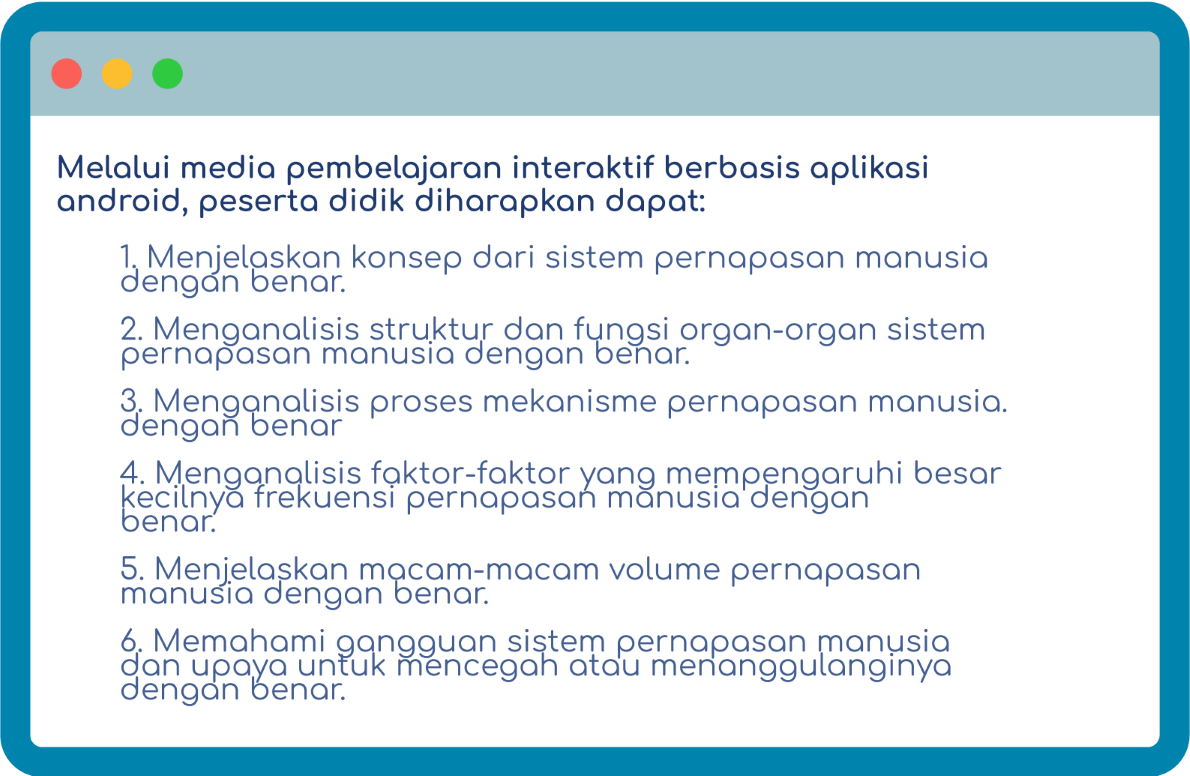 Melalui media pembelajaran interaktif berbasis aplikasi
android, peserta didik diharapkan dapat:
1. Menjelaskan konsep dari sistem pernapasan manusia
dengan benar.
2. Menganalisis struktur dan fungsi organ-organ sistem
pernapasan manusia dengan benar.
3. Menganalisis proses mekanisme pernapasan manusia.
dengan benar
4. Menganalisis faktor-faktor yang mempengaruhi besar
kecilnya frekuensi pernapasan manusia dengan
benar.
5. Menjelaskan macam-macam volume pernapasan
manusia dengan benar.
6. Memahami gangguan sistem pernapasan manusia
dan upaya untuk mencegah atau menanggulanginya
dengan benar.